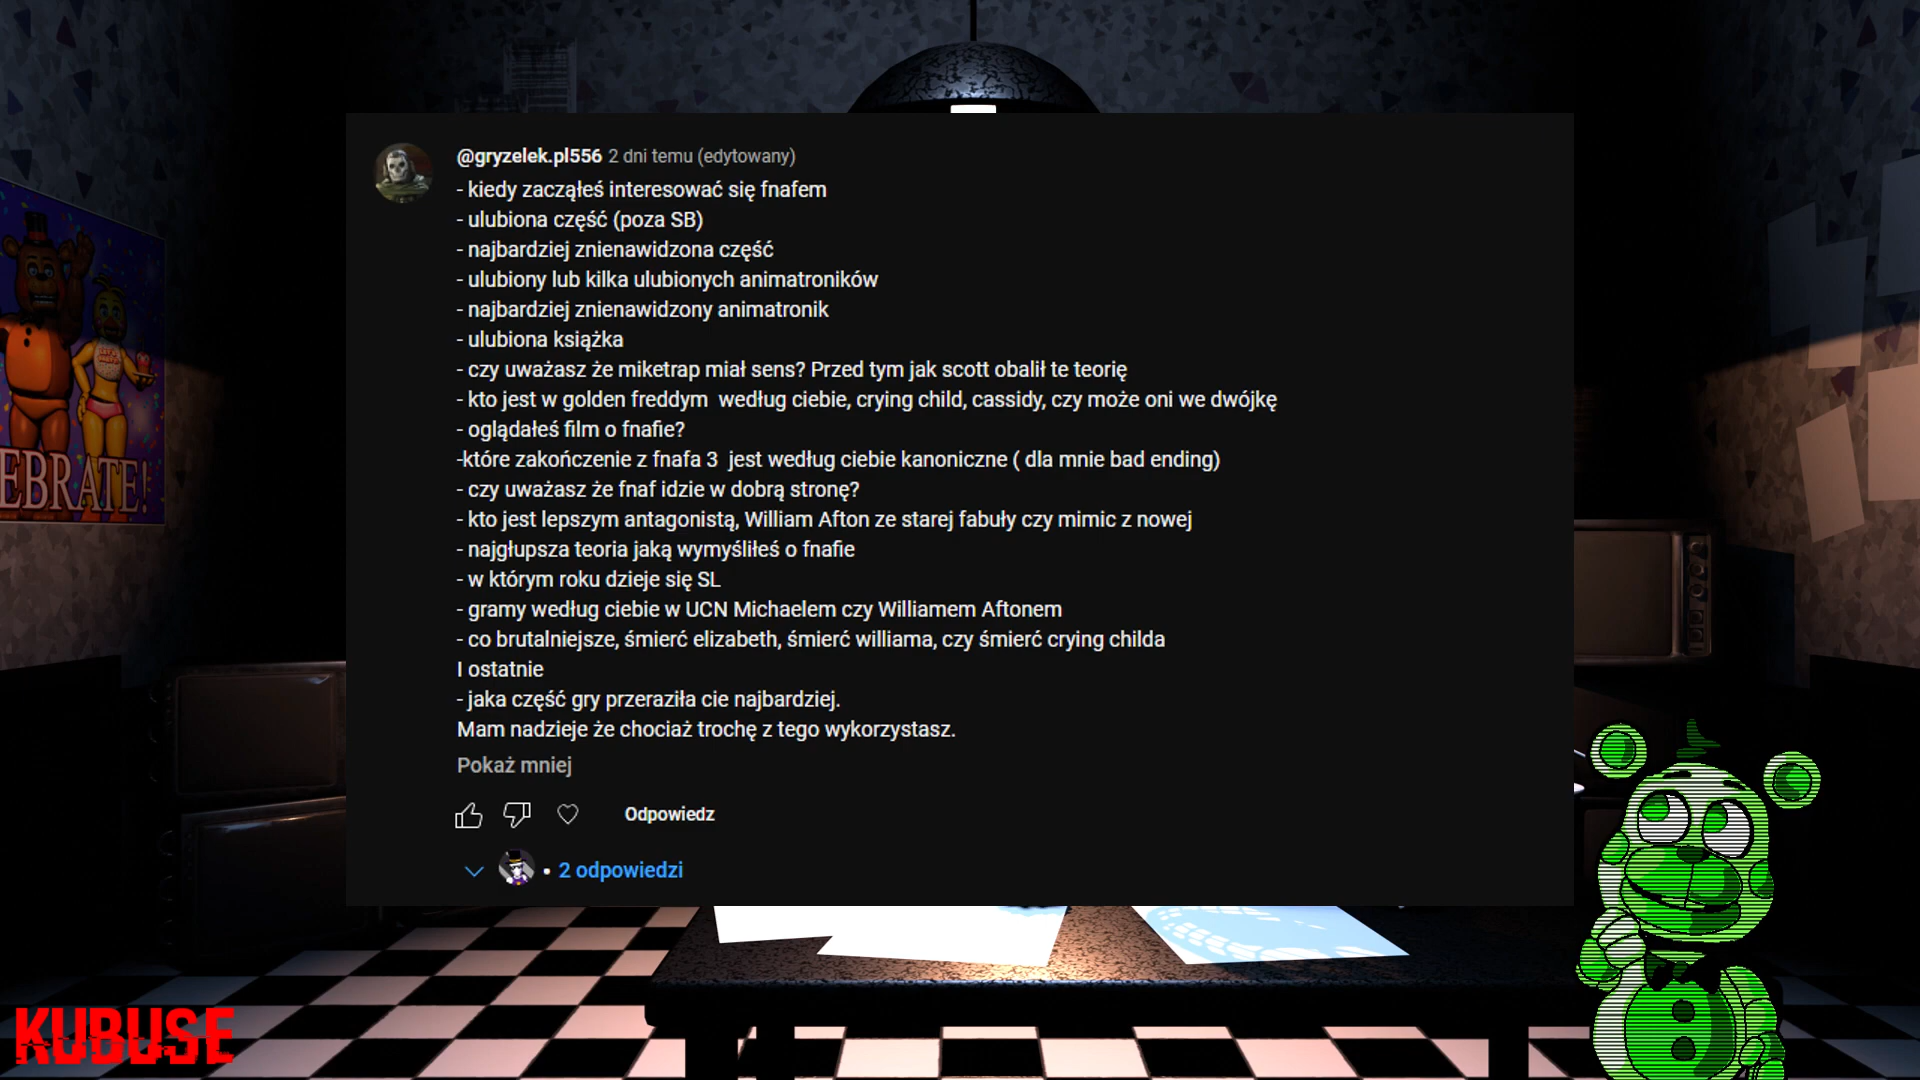 @gryzelek.pl556 2 dni temu (edytowany)
- kiedy zacząłeś interesować się fnafem
- ulubiona część (poza SB)
- najbardziej znienawidzona część
- ulubiony lub kilka ulubionych animatroników
- najbardziej znienawidzony animatronik
- ulubiona książka
- czy uważasz że miketrap miał sens? Przed tym jak scott obalił te teorię
- kto jest w golden freddym  według ciebie, crying child, cassidy, czy może oni we dwójkę
- oglądałeś film o fnafie?
-które zakończenie z fnafa 3  jest według ciebie kanoniczne ( dla mnie bad ending)
- czy uważasz że fnaf idzie w dobrą stronę?
- kto jest lepszym antagonistą, William Afton ze starej fabuły czy mimic z nowej
- najgłupsza teoria jaką wymyśliłeś o fnafie
- w którym roku dzieje się SL
- gramy według ciebie w UCN Michaelem czy Williamem Aftonem
- co brutalniejsze, śmierć elizabeth, śmierć williama, czy śmierć crying childa
I ostatnie
- jaka część gry przeraziła cie najbardziej.
Mam nadzieje że chociaż trochę z tego wykorzystasz.
Pokaż mniej
Odpowiedz
• 2 odpowiedzi
EBRATE!
KUBUSE